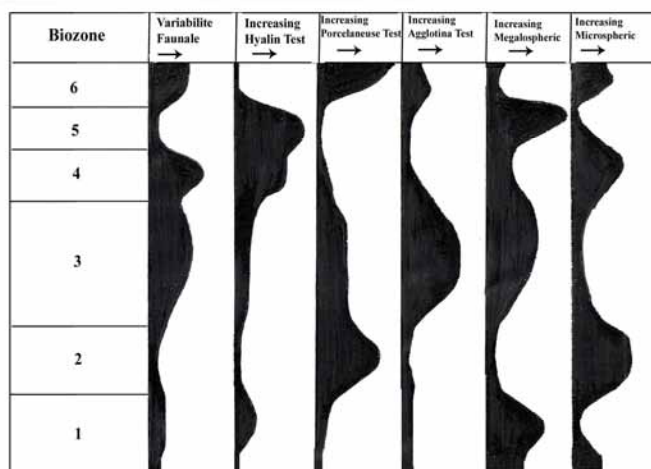 Biozone
Variabilite
Faunale
Increasing
Hyalin Test
Increasing
Porcelaneuse Test
Increasing
Agglotina Test
Increasing
Megalospheric
Increasing
Microspheric
6
5
4
3
2
1